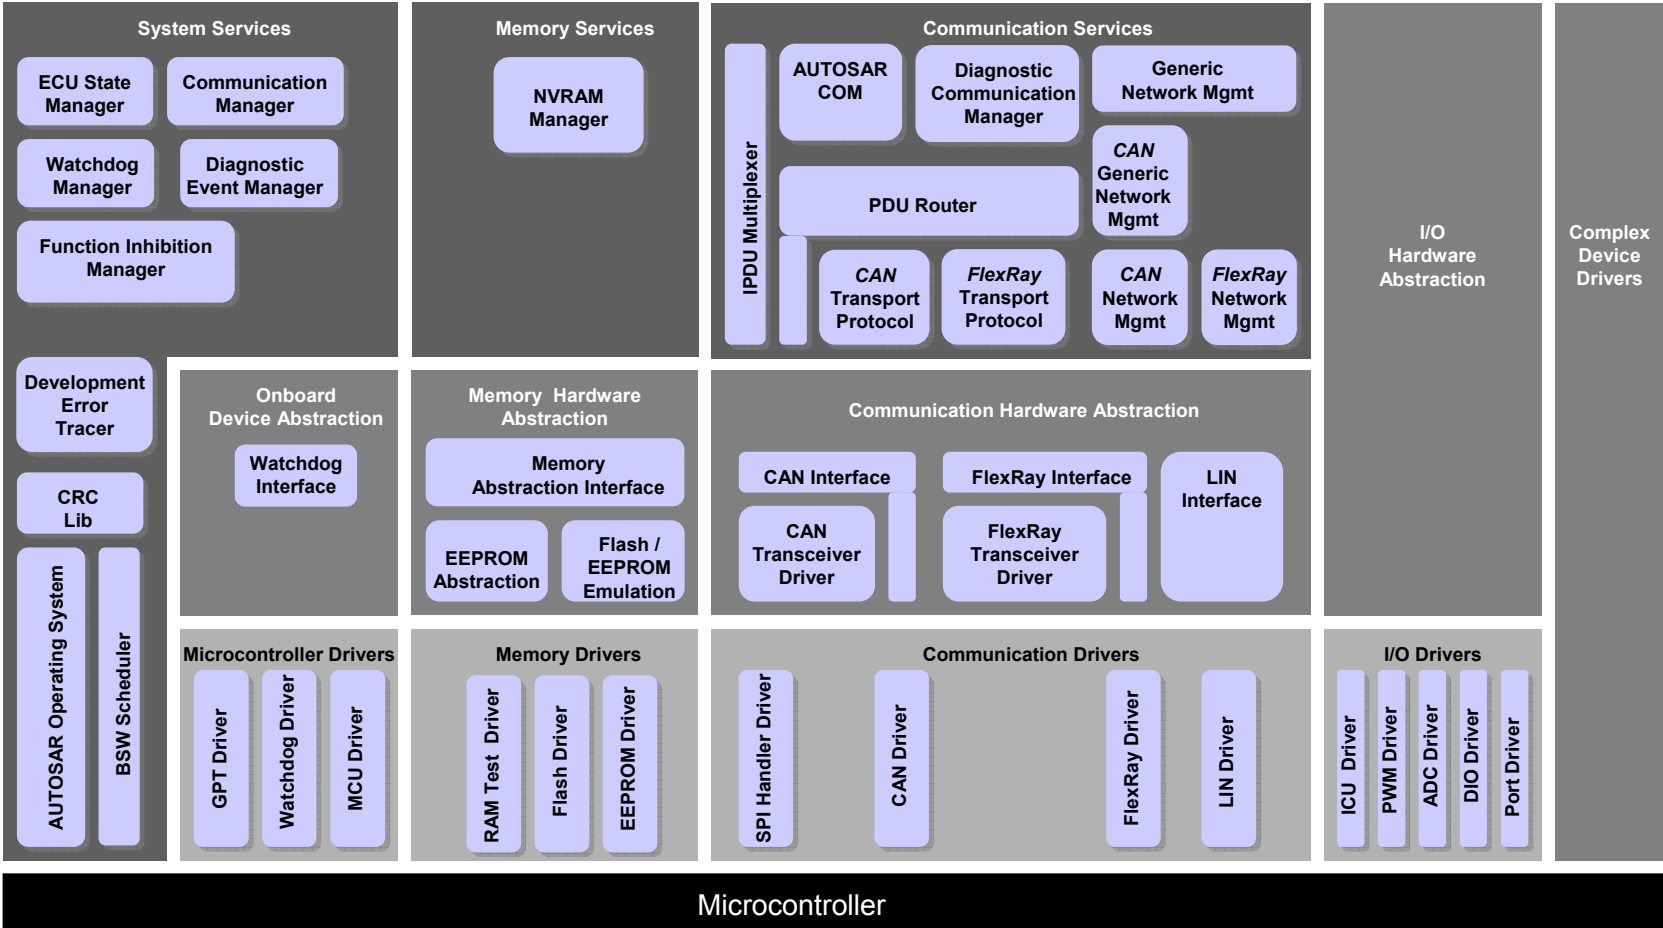 System Services
ECU State
Manager
Communication
Manager
Watchdog
Manager
Diagnostic
Event Manager
Function Inhibition
Manager
Development
Error
Tracer
CRC
Lib
AUTOSAR Operating System
BSW Scheduler
Memory Services
NVRAM
Manager
Communication Services
IPDU Multiplexer
AUTOSAR
COM
Diagnostic
Communication
Manager
Generic
Network Mgmt
PDU Router
CAN
Generic
Network
Mgmt
CAN
Transport
Protocol
FlexRay
Transport
Protocol
CAN
Network
Mgmt
FlexRay
Network
Mgmt
I/O
Hardware
Abstraction
Complex
Device
Drivers
Onboard
Device Abstraction
Watchdog
Interface
Memory Hardware
Abstraction
Memory
Abstraction Interface
EEPROM
Abstraction
Flash /
EEPROM
Emulation
Communication Hardware Abstraction
CAN Interface
CAN
Transceiver
Driver
FlexRay Interface
FlexRay
Transceiver
Driver
LIN
Interface
Microcontroller Drivers
GPT Driver
Watchdog Driver
MCU Driver
Memory Drivers
RAM Test Driver
Flash Driver
EEPROM Driver
Communication Drivers
SPI Handler Driver
CAN Driver
FlexRay Driver
LIN Driver
I/O Drivers
ICU Driver
PWM Driver
ADC Driver
DIO Driver
Port Driver
Microcontroller